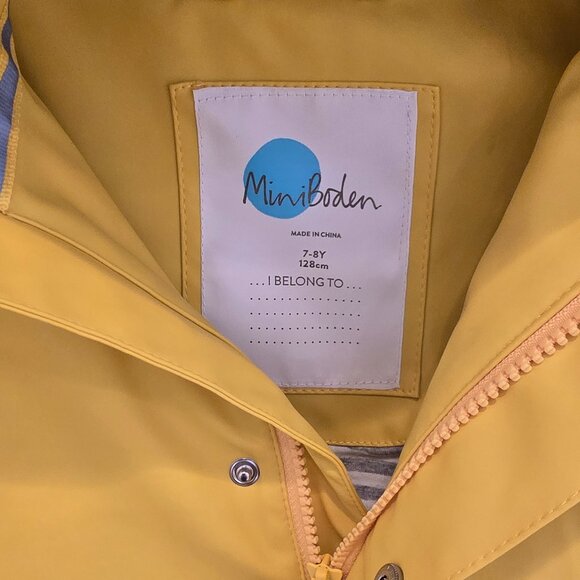 MiniBoden
MADE IN CHINA
7-8Y
128cm
...I BELONG TO...